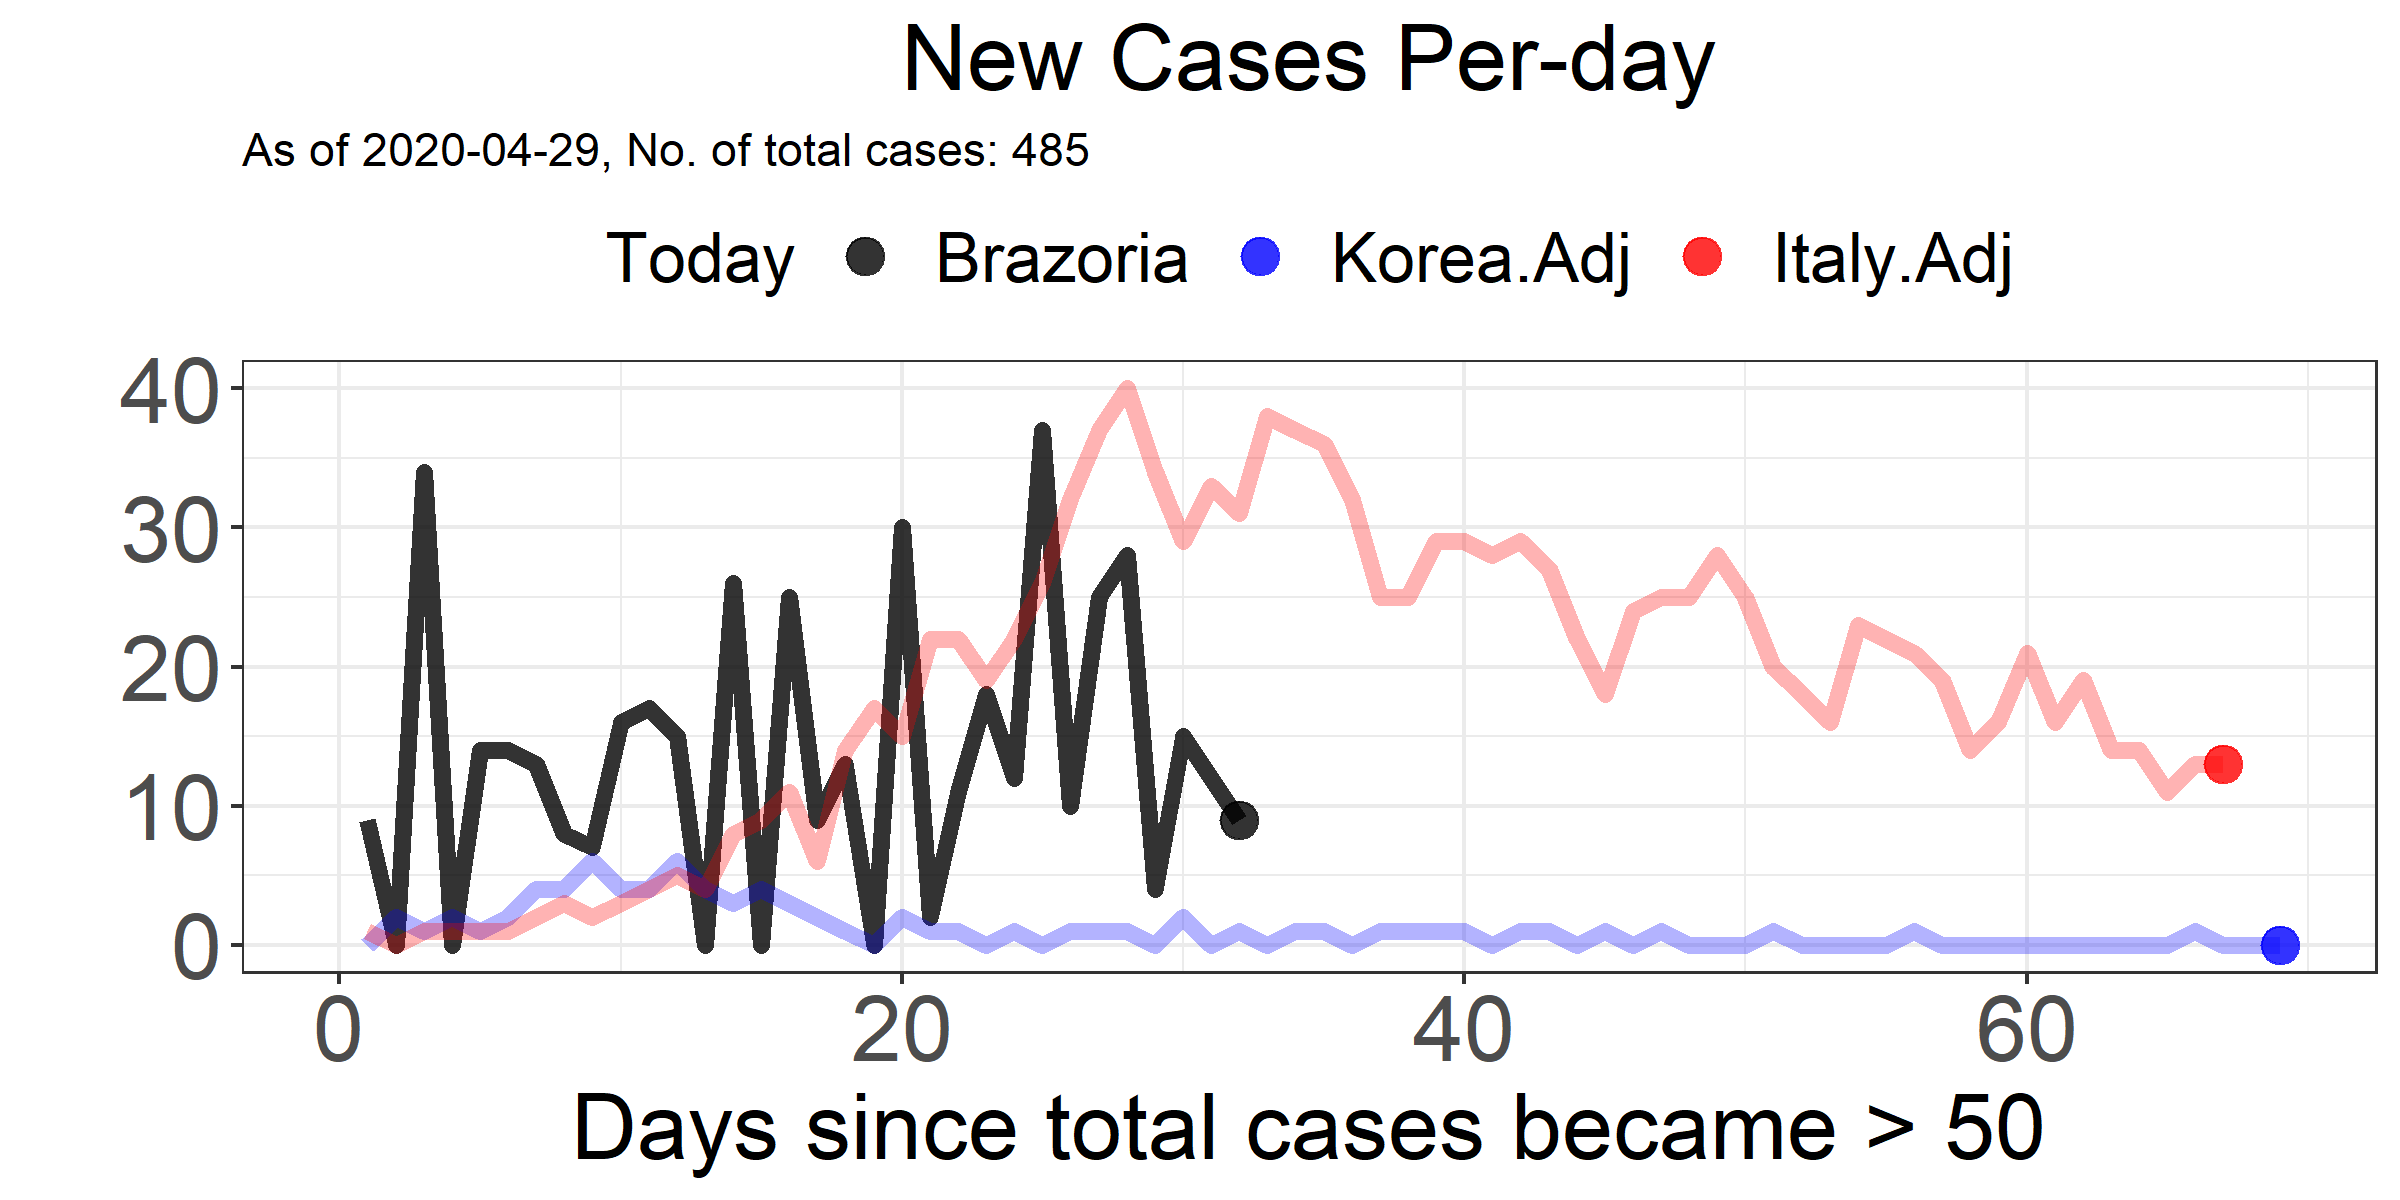 New Cases Per-day
As of 2020-04-29, No. of total cases: 485
Today Brazoria Korea.Adj Italy.Adj
40
30
20
10
0
0 20 40 60
Days since total cases became > 50